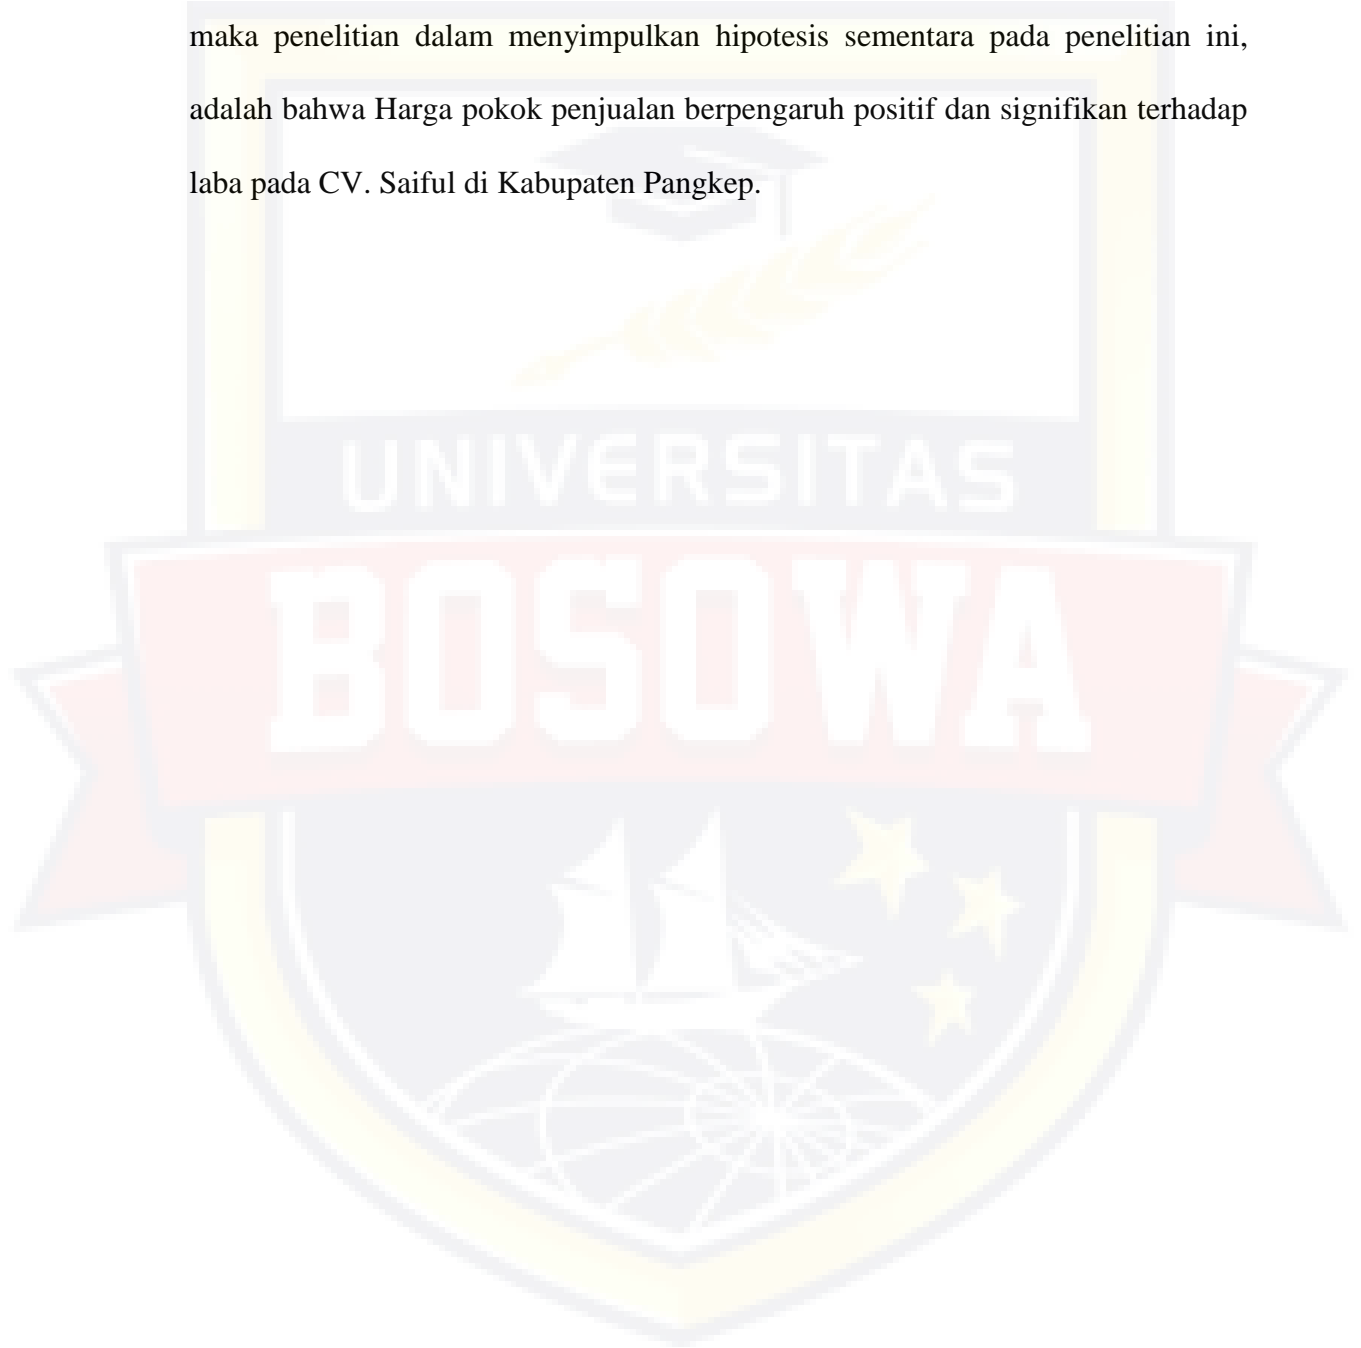 maka penelitian dalam menyimpulkan hipotesis sementara pada penelitian ini,
adalah bahwa Harga pokok penjualan berpengaruh positif dan signifikan terhadap
laba pada CV. Saiful di Kabupaten Pangkep.
UNIVERSITAS
BOSOWA